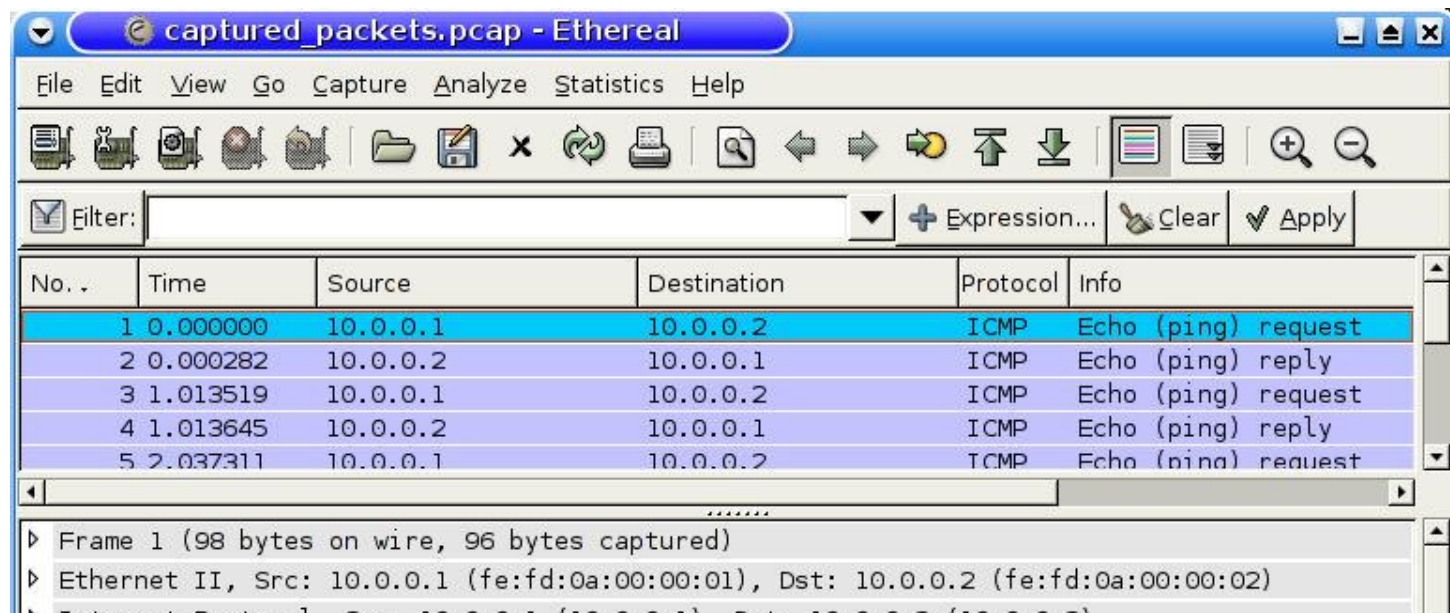 captured_packets.pcap - Ethereal
File Edit View Go Capture Analyze Statistics Help
Filter: Expression... Clear Apply
No. . Time Source Destination Protocol Info
1 0.000000 10.0.0.1 10.0.0.2 ICMP Echo (ping) request
2 0.000282 10.0.0.2 10.0.0.1 ICMP Echo (ping) reply
3 1.013519 10.0.0.1 10.0.0.2 ICMP Echo (ping) request
4 1.013645 10.0.0.2 10.0.0.1 ICMP Echo (ping) reply
5 2.037311 10.0.0.1 10.0.0.2 ICMP Echo (ping) request
Frame 1 (98 bytes on wire, 96 bytes captured)
Ethernet II, Src: 10.0.0.1 (fe:fd:0a:00:00:01), Dst: 10.0.0.2 (fe:fd:0a:00:00:02)